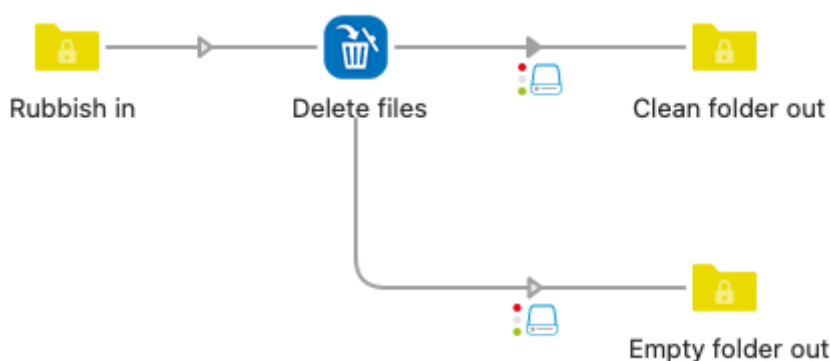 Rubbish in
Delete files
Clean folder out
Empty folder out